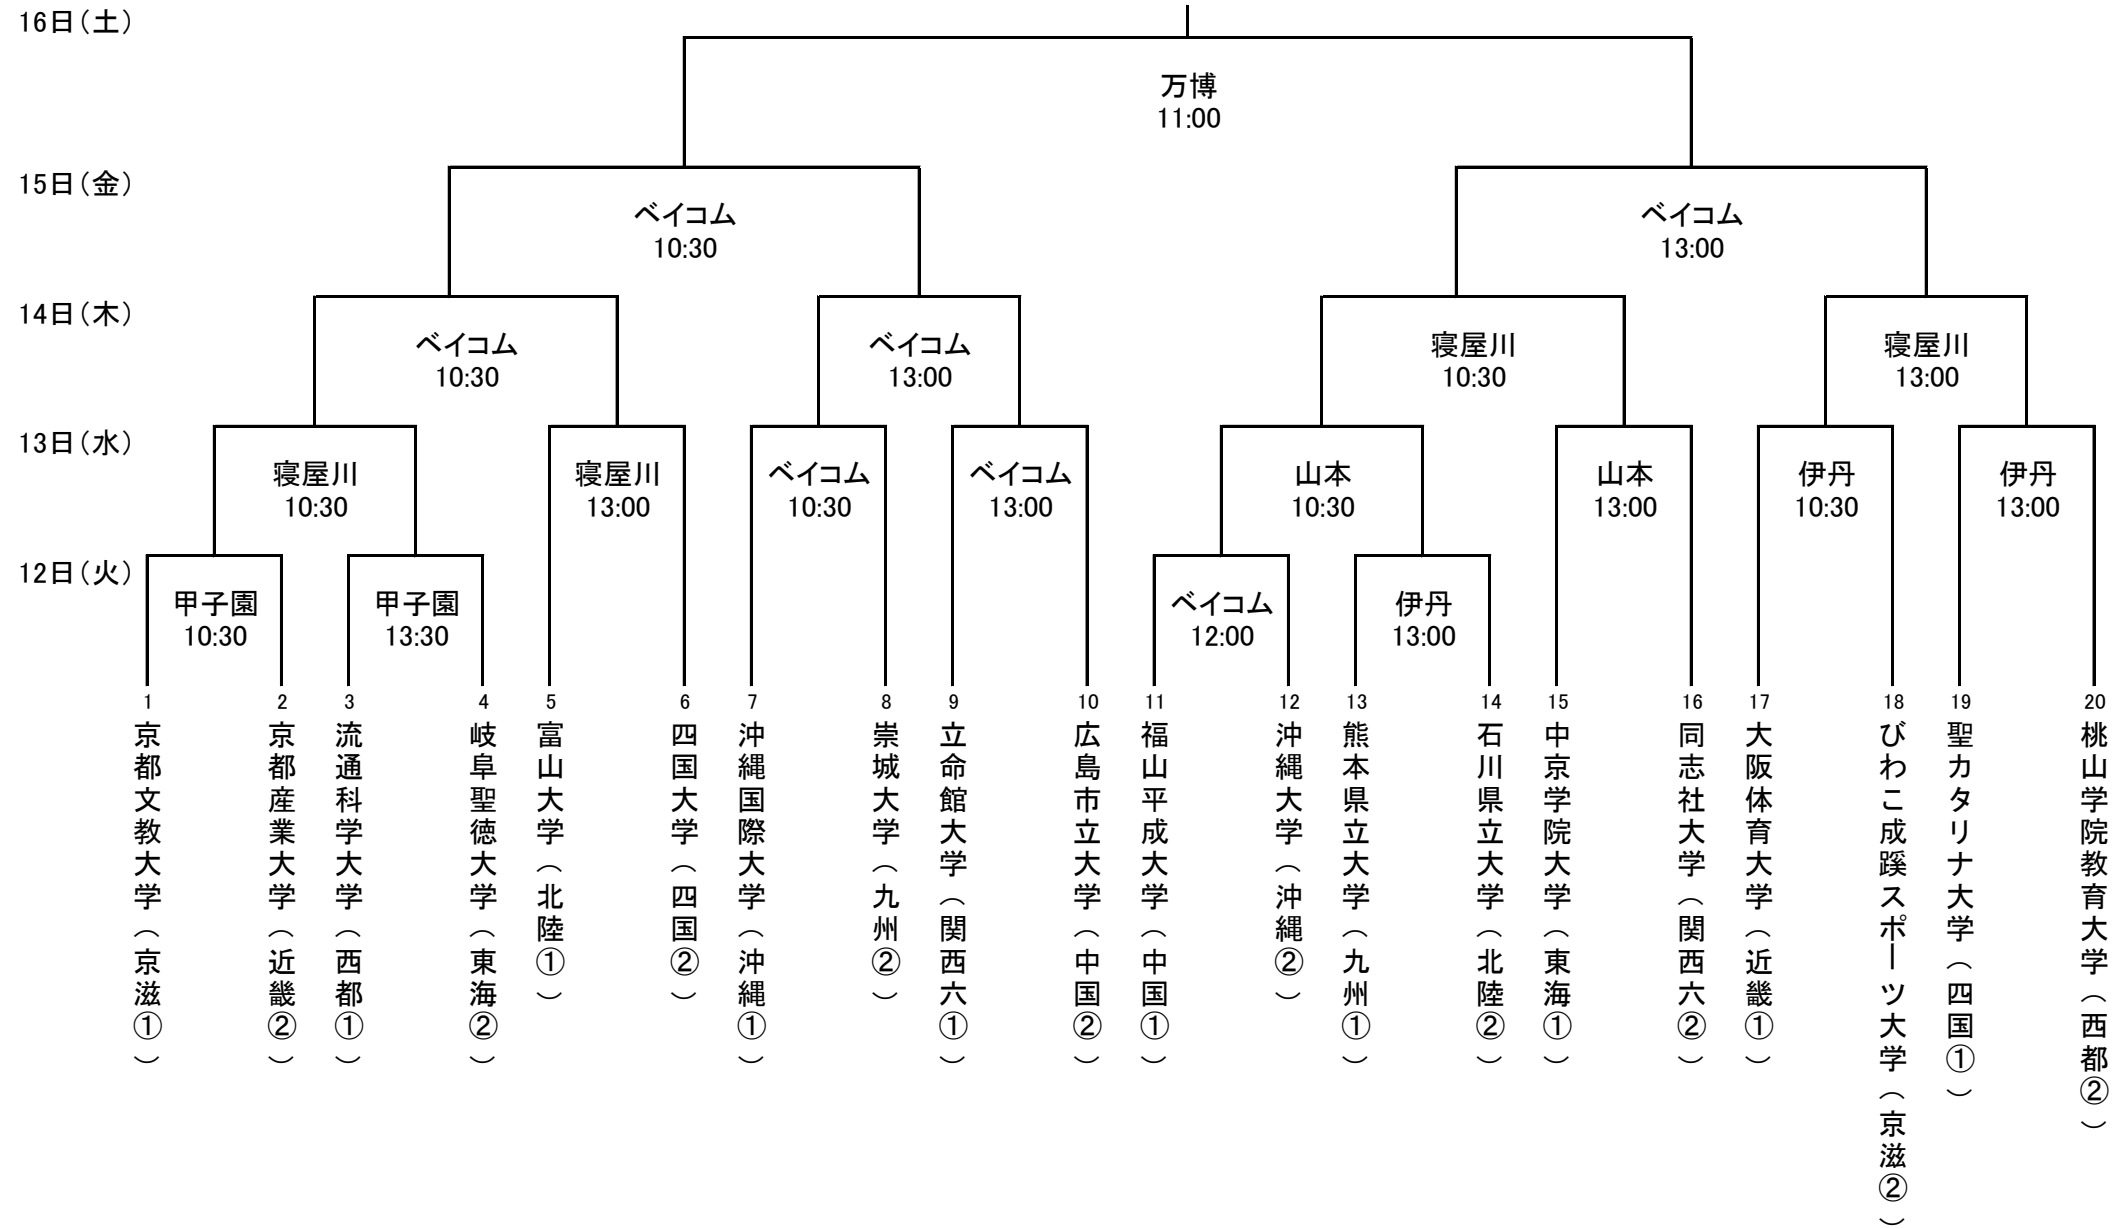 16日(土)
万博
11:00
15日(金)
ベイコム
10:30
ベイコム
13:00
14日(木)
ベイコム
10:30
ベイコム
13:00
寝屋川
10:30
寝屋川
13:00
13日(水)
寝屋川
10:30
寝屋川
13:00
ベイコム
10:30
ベイコム
13:00
山本
10:30
山本
13:00
伊丹
10:30
伊丹
13:00
12日(火)
甲子園
10:30
甲子園
13:30
ベイコム
12:00
伊丹
13:00
1
京都文教大学(京滋①)
2
京都産業大学(近畿②)
3
流通科学大学(西都①)
4
岐阜聖徳大学(東海②)
5
富山大学(北陸①)
6
四国大学(四国②)
7
沖縄国際大学(沖縄①)
8
崇城大学(九州②)
9
立命館大学(関西六①)
10
広島市立大学(中国②)
11
福山平成大学(中国①)
12
沖縄大学(沖縄②)
13
熊本県立大学(九州①)
14
石川県立大学(北陸②)
15
中京学院大学(東海①)
16
同志社大学(関西六②)
17
大阪体育大学(近畿①)
18
びわこ成蹊スポーツ大学(京滋②)
19
聖カタリナ大学(四国①)
20
桃山学院教育大学(西都②)